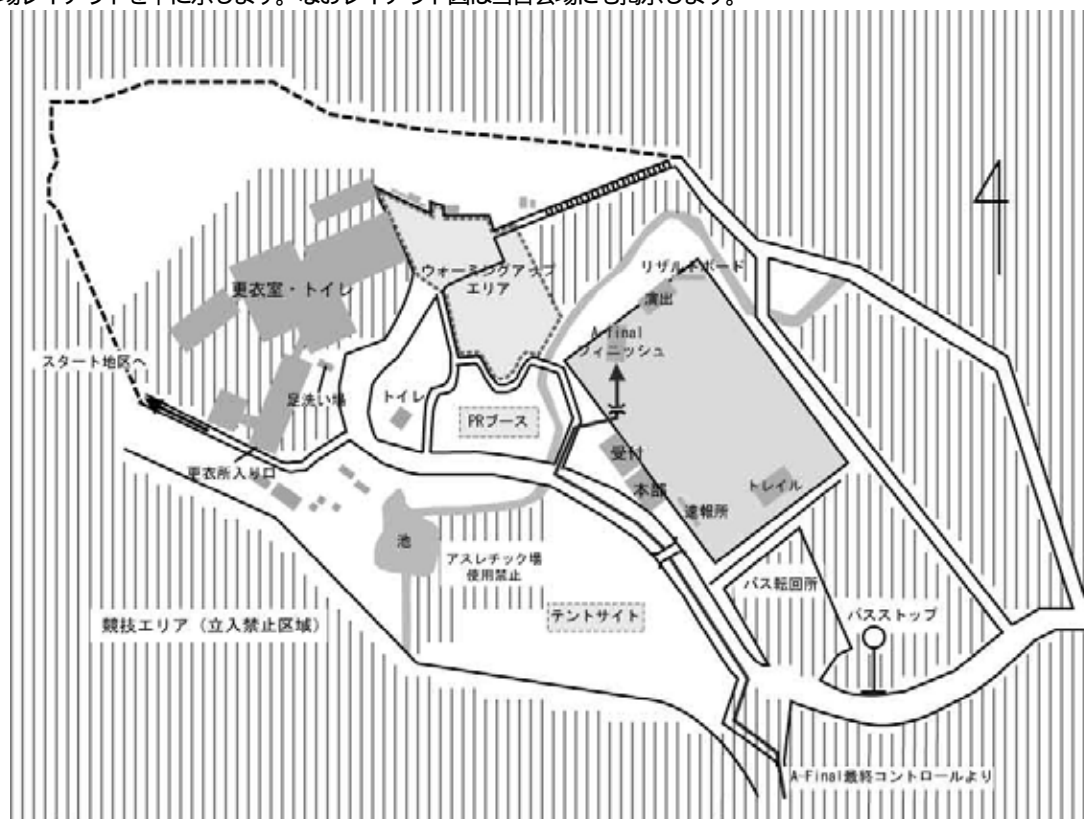 場レイアウトを下に示します。なおレイアウト図は当日会場にも掲示します。
リザルトボード
ウォーミングアップ
エリア
更衣室・トイレ
演出
A-final
フィニッシュ
スタート地区へ
足洗い場
トイレ
PRブース
受付
更衣所入り口
本部
トレイル
速報所
池
アスレチック場
使用禁止
バス転回所
テントサイト
バスストップ
競技エリア（立入禁止区域）
A-Final最終コントロールより